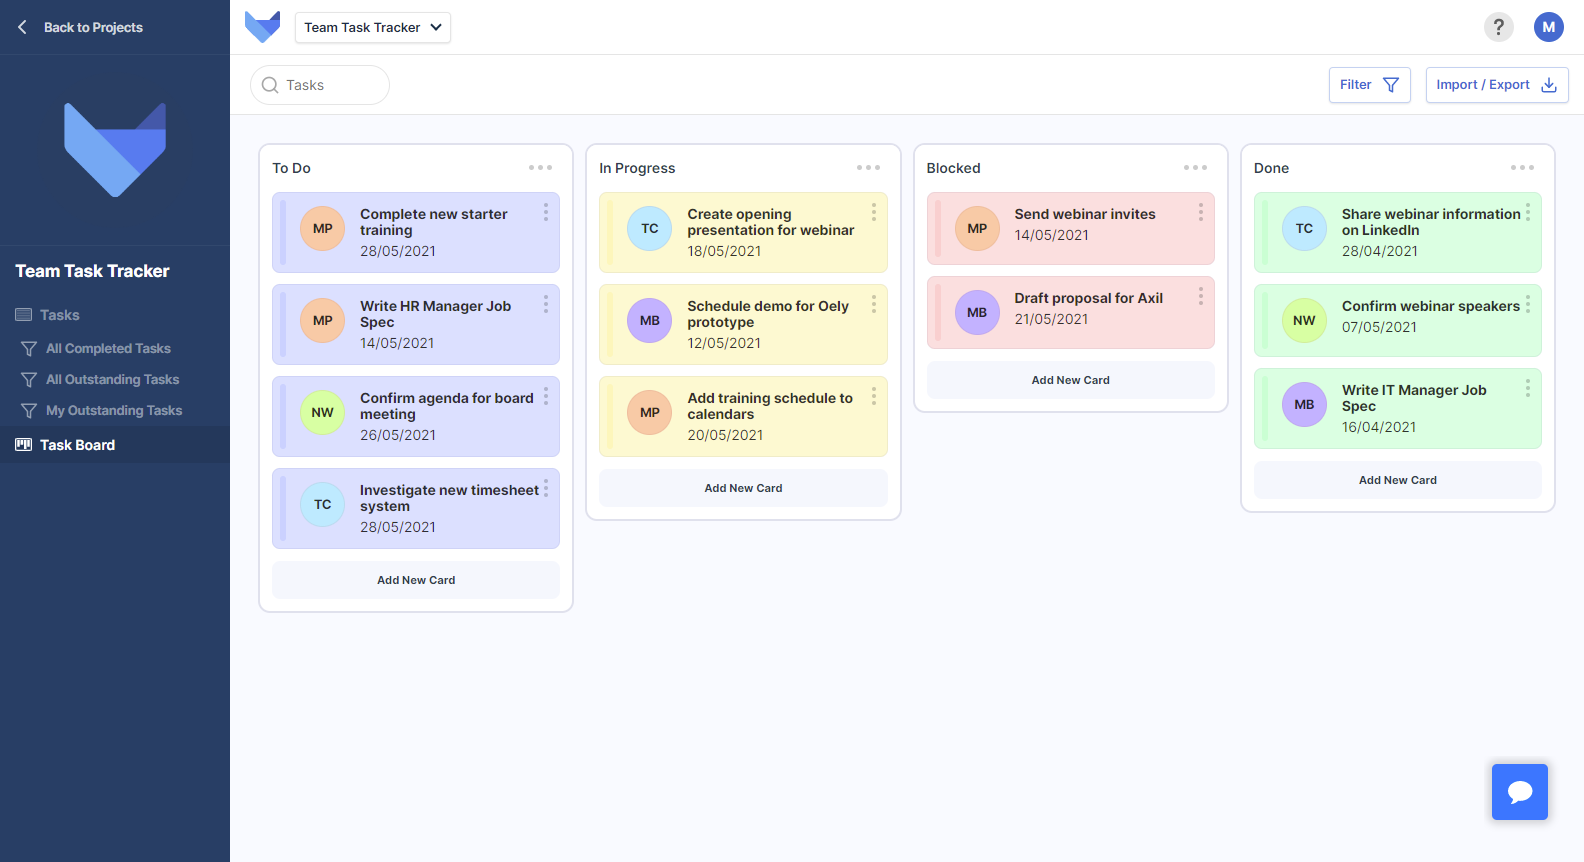 Back to Projects
Team Task Tracker
?
M
Tasks
Filter
Import / Export
Team Task Tracker
Tasks
All Completed Tasks
All Outstanding Tasks
My Outstanding Tasks
Task Board
To Do
MP
Complete new starter
training
28/05/2021
MP
Write HR Manager Job
Spec
14/05/2021
NW
Confirm agenda for board
meeting
26/05/2021
TC
Investigate new timesheet
system
28/05/2021
Add New Card
In Progress
TC
Create opening
presentation for webinar
18/05/2021
MB
Schedule demo for Oely
prototype
12/05/2021
MP
Add training schedule to
calendars
20/05/2021
Add New Card
Blocked
MP
Send webinar invites
14/05/2021
MB
Draft proposal for Axil
21/05/2021
Add New Card
Done
TC
Share webinar information
on LinkedIn
28/04/2021
NW
Confirm webinar speakers
07/05/2021
MB
Write IT Manager Job
Spec
16/04/2021
Add New Card